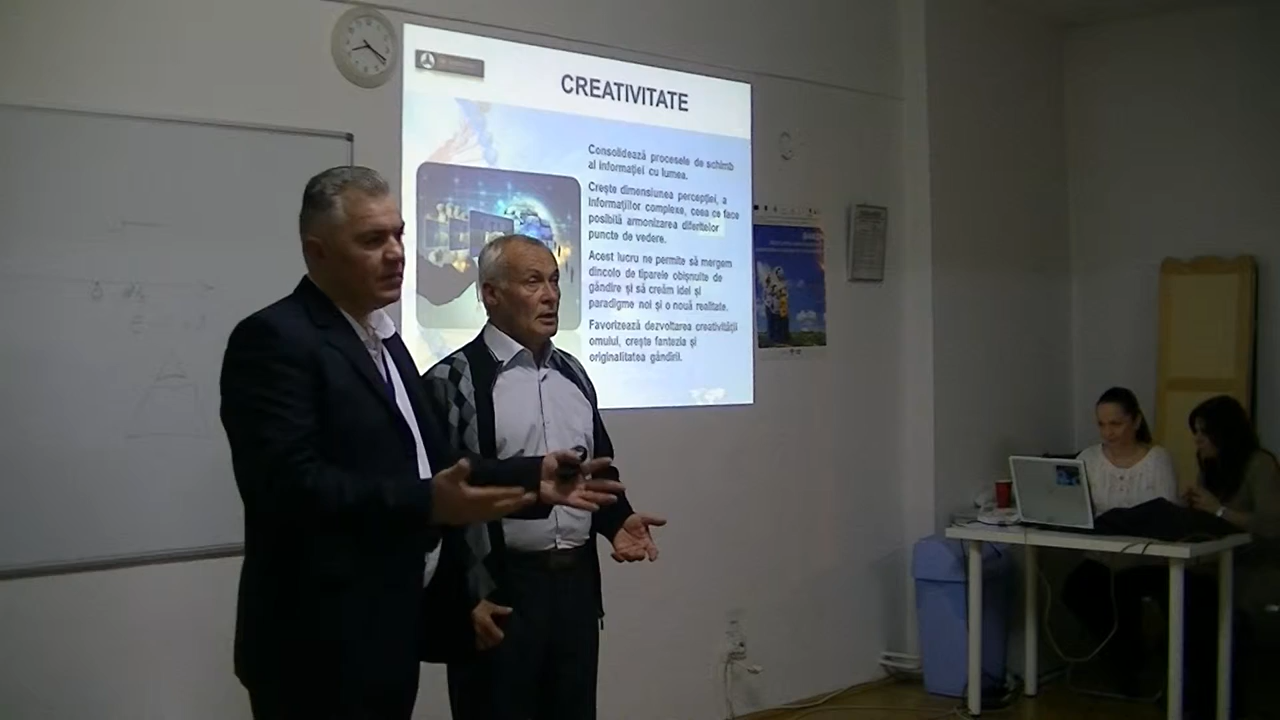 CREATIVITATE
Consolidează procesele de schimb
al informației cu lumea.
Crește dimensiunea percepției, a
informațiilor complexe, ceea ce face
posibilă armonizarea diferitelor
puncte de vedere.
Acest lucru ne permite să mergem
dincolo de tiparele obișnuite de
gândire și să creăm idei și
paradigme noi și o nouă realitate.
Favorizează dezvoltarea creativității
omului, crește fantezia și
originalitatea gândirii.